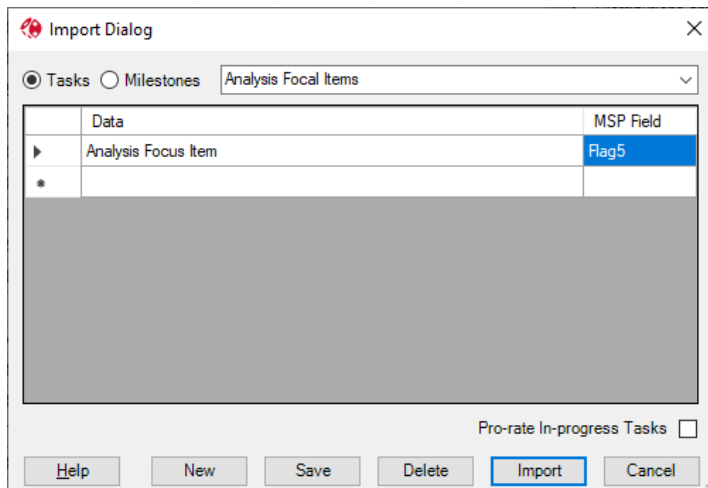 Import Dialog
Tasks Milestones Analysis Focal Items
Data MSP Field
Analysis Focus Item Flag5
Pro-rate In-progress Tasks
Help New Save Delete Import Cancel